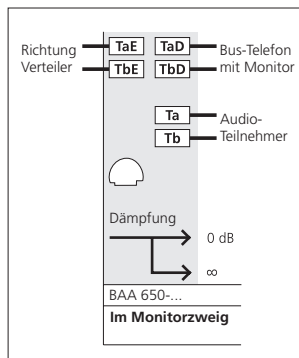 Richtung
Verteiler
TaE
TbE
TaD
TbD
Bus-Telefon
mit Monitor
Ta
Tb
Audio-
Teilnehmer
Dämpfung
0 dB
∞
BAA 650-...
Im Monitorzweig